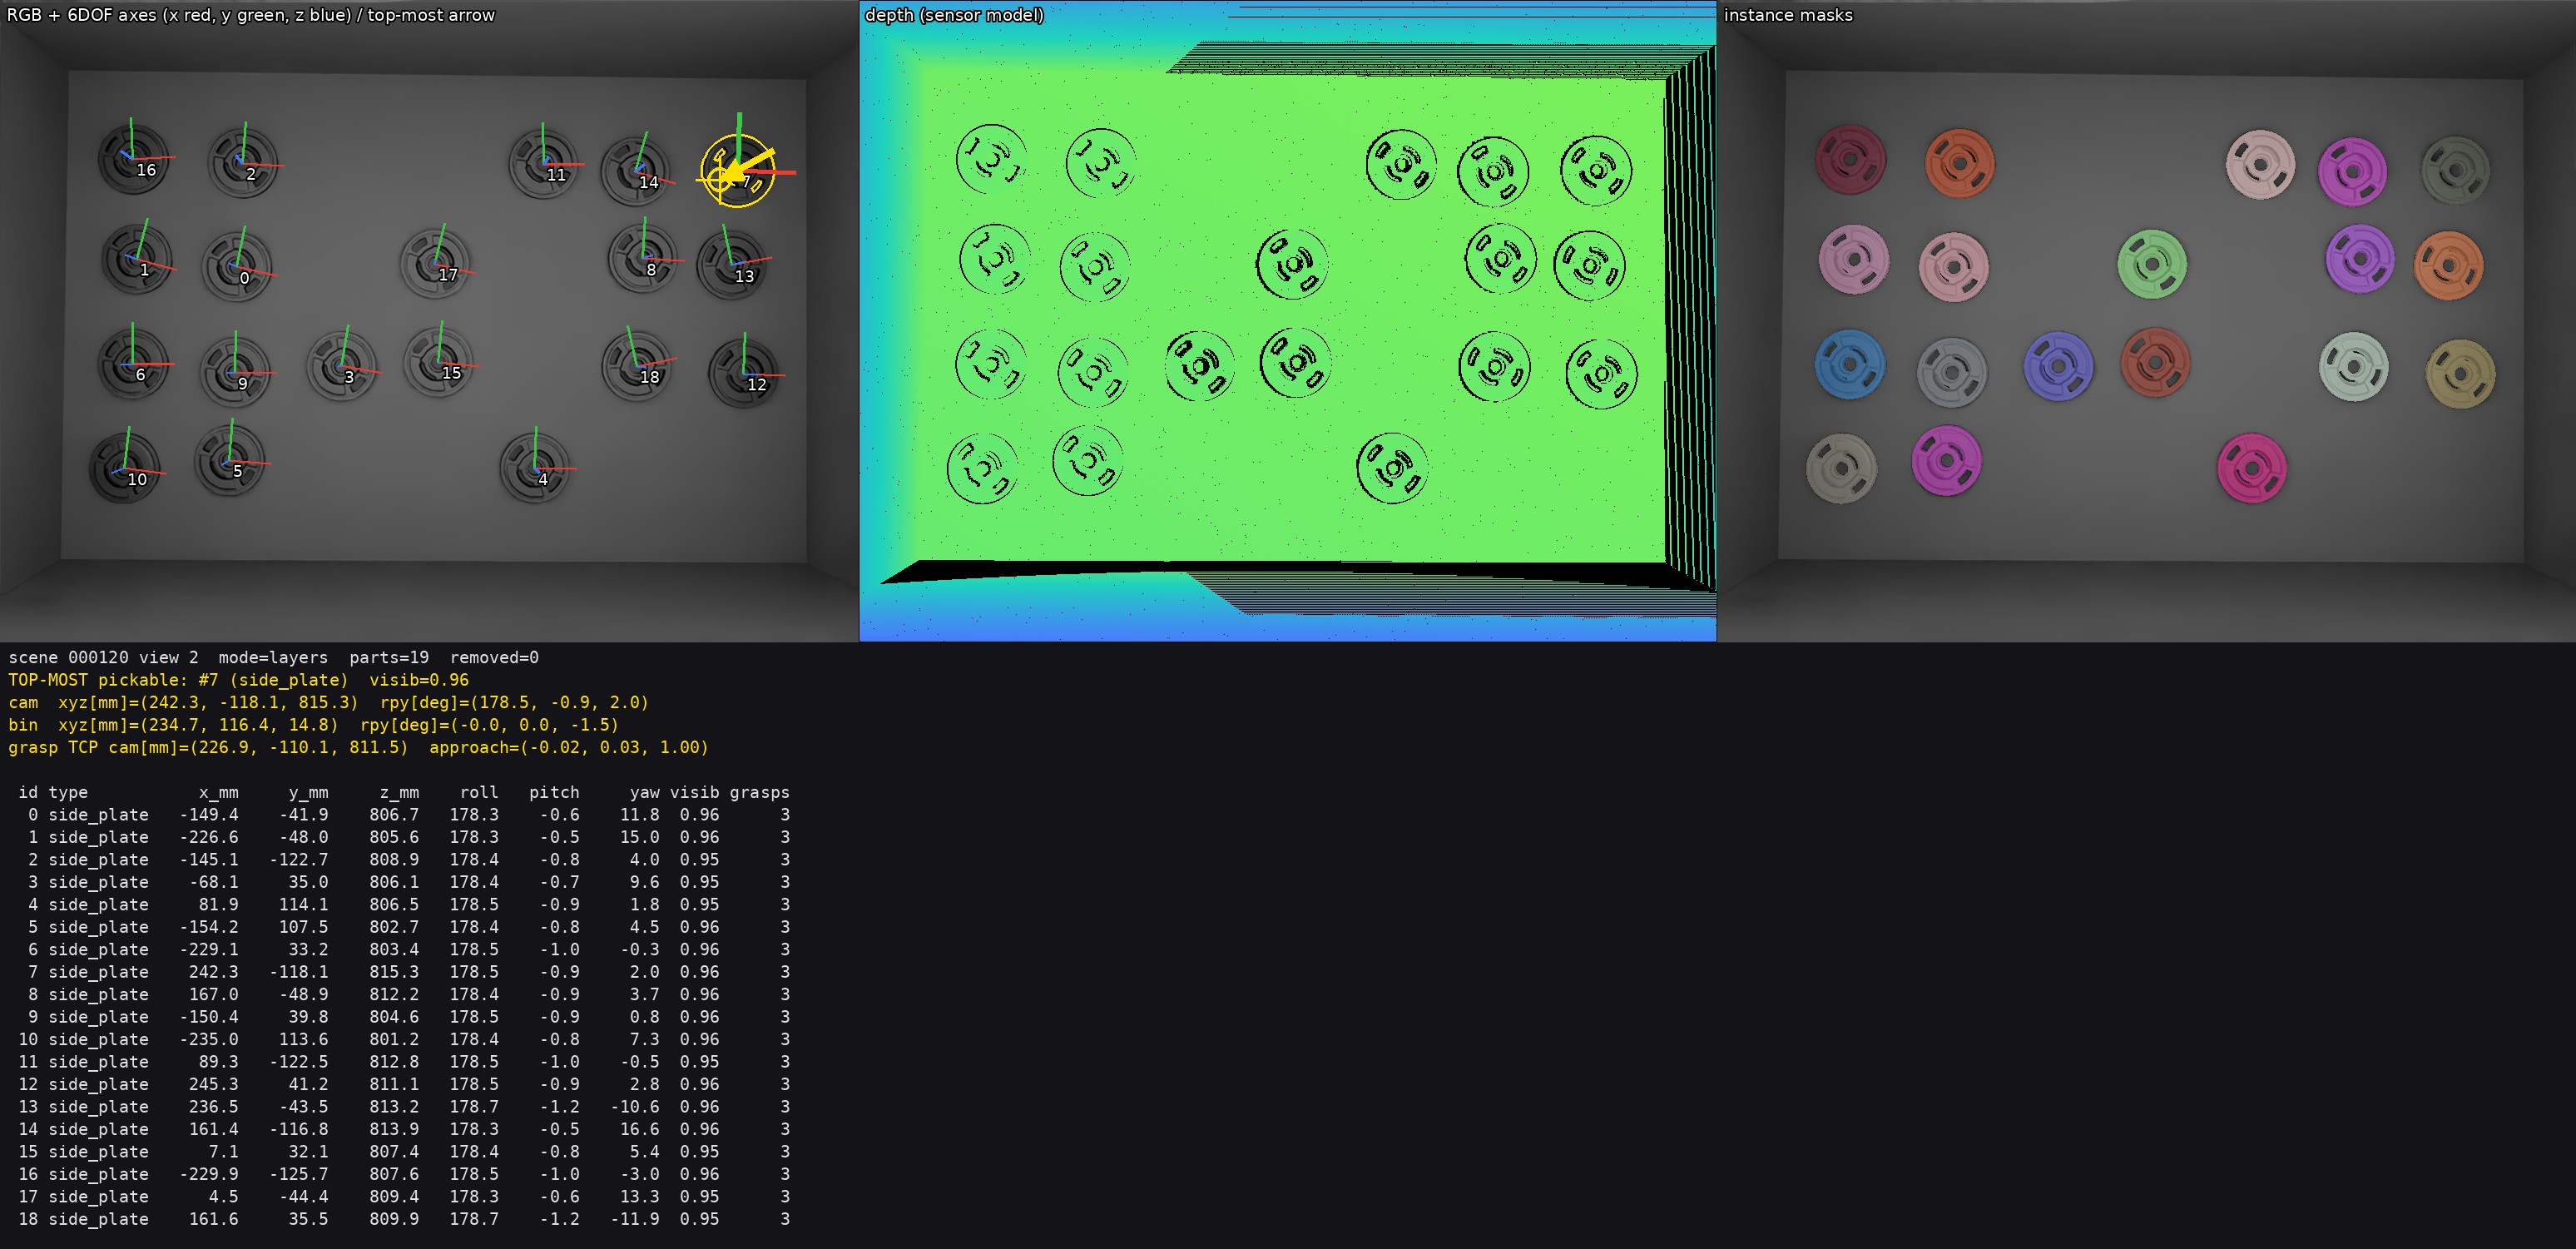 RGB + 6DOF axes (x red, y green, z blue) / top-most arrow
depth (sensor model)
instance masks
16
2
11
14
7
1
0
17
8
13
6
9
3
15
18
12
10
5
4
scene 000120 view 2 mode=layers parts=19 removed=0
TOP-MOST pickable: #7 (side_plate) visib=0.96
cam xyz[mm]=(242.3, -118.1, 815.3) rpy[deg]=(178.5, -0.9, 2.0)
bin xyz[mm]=(234.7, 116.4, 14.8) rpy[deg]=(-0.0, 0.0, -1.5)
grasp TCP cam[mm]=(226.9, -110.1, 811.5) approach=(-0.02, 0.03, 1.00)
id type x_mm y_mm z_mm roll pitch yaw visib grasps
0 side_plate -149.4 -41.9 806.7 178.3 -0.6 11.8 0.96 3
1 side_plate -226.6 -48.0 805.6 178.3 -0.5 15.0 0.96 3
2 side_plate -145.1 -122.7 808.9 178.4 -0.8 4.0 0.95 3
3 side_plate -68.1 35.0 806.1 178.4 -0.7 9.6 0.95 3
4 side_plate 81.9 114.1 806.5 178.5 -0.9 1.8 0.95 3
5 side_plate -154.2 107.5 802.7 178.4 -0.8 4.5 0.96 3
6 side_plate -229.1 33.2 803.4 178.5 -1.0 -0.3 0.96 3
7 side_plate 242.3 -118.1 815.3 178.5 -0.9 2.0 0.96 3
8 side_plate 167.0 -48.9 812.2 178.4 -0.9 3.7 0.96 3
9 side_plate -150.4 39.8 804.6 178.5 -0.9 0.8 0.96 3
10 side_plate -235.0 113.6 801.2 178.4 -0.8 7.3 0.96 3
11 side_plate 89.3 -122.5 812.8 178.5 -1.0 -0.5 0.95 3
12 side_plate 245.3 41.2 811.1 178.5 -0.9 2.8 0.96 3
13 side_plate 236.5 -43.5 813.2 178.7 -1.2 -10.6 0.96 3
14 side_plate 161.4 -116.8 813.9 178.3 -0.5 16.6 0.96 3
15 side_plate 7.1 32.1 807.4 178.4 -0.8 5.4 0.96 3
16 side_plate -229.9 -125.7 807.6 178.5 -1.0 -3.0 0.96 3
17 side_plate 4.5 -44.4 809.4 178.3 -0.6 13.3 0.95 3
18 side_plate 161.6 35.5 809.9 178.7 -1.2 -11.9 0.95 3